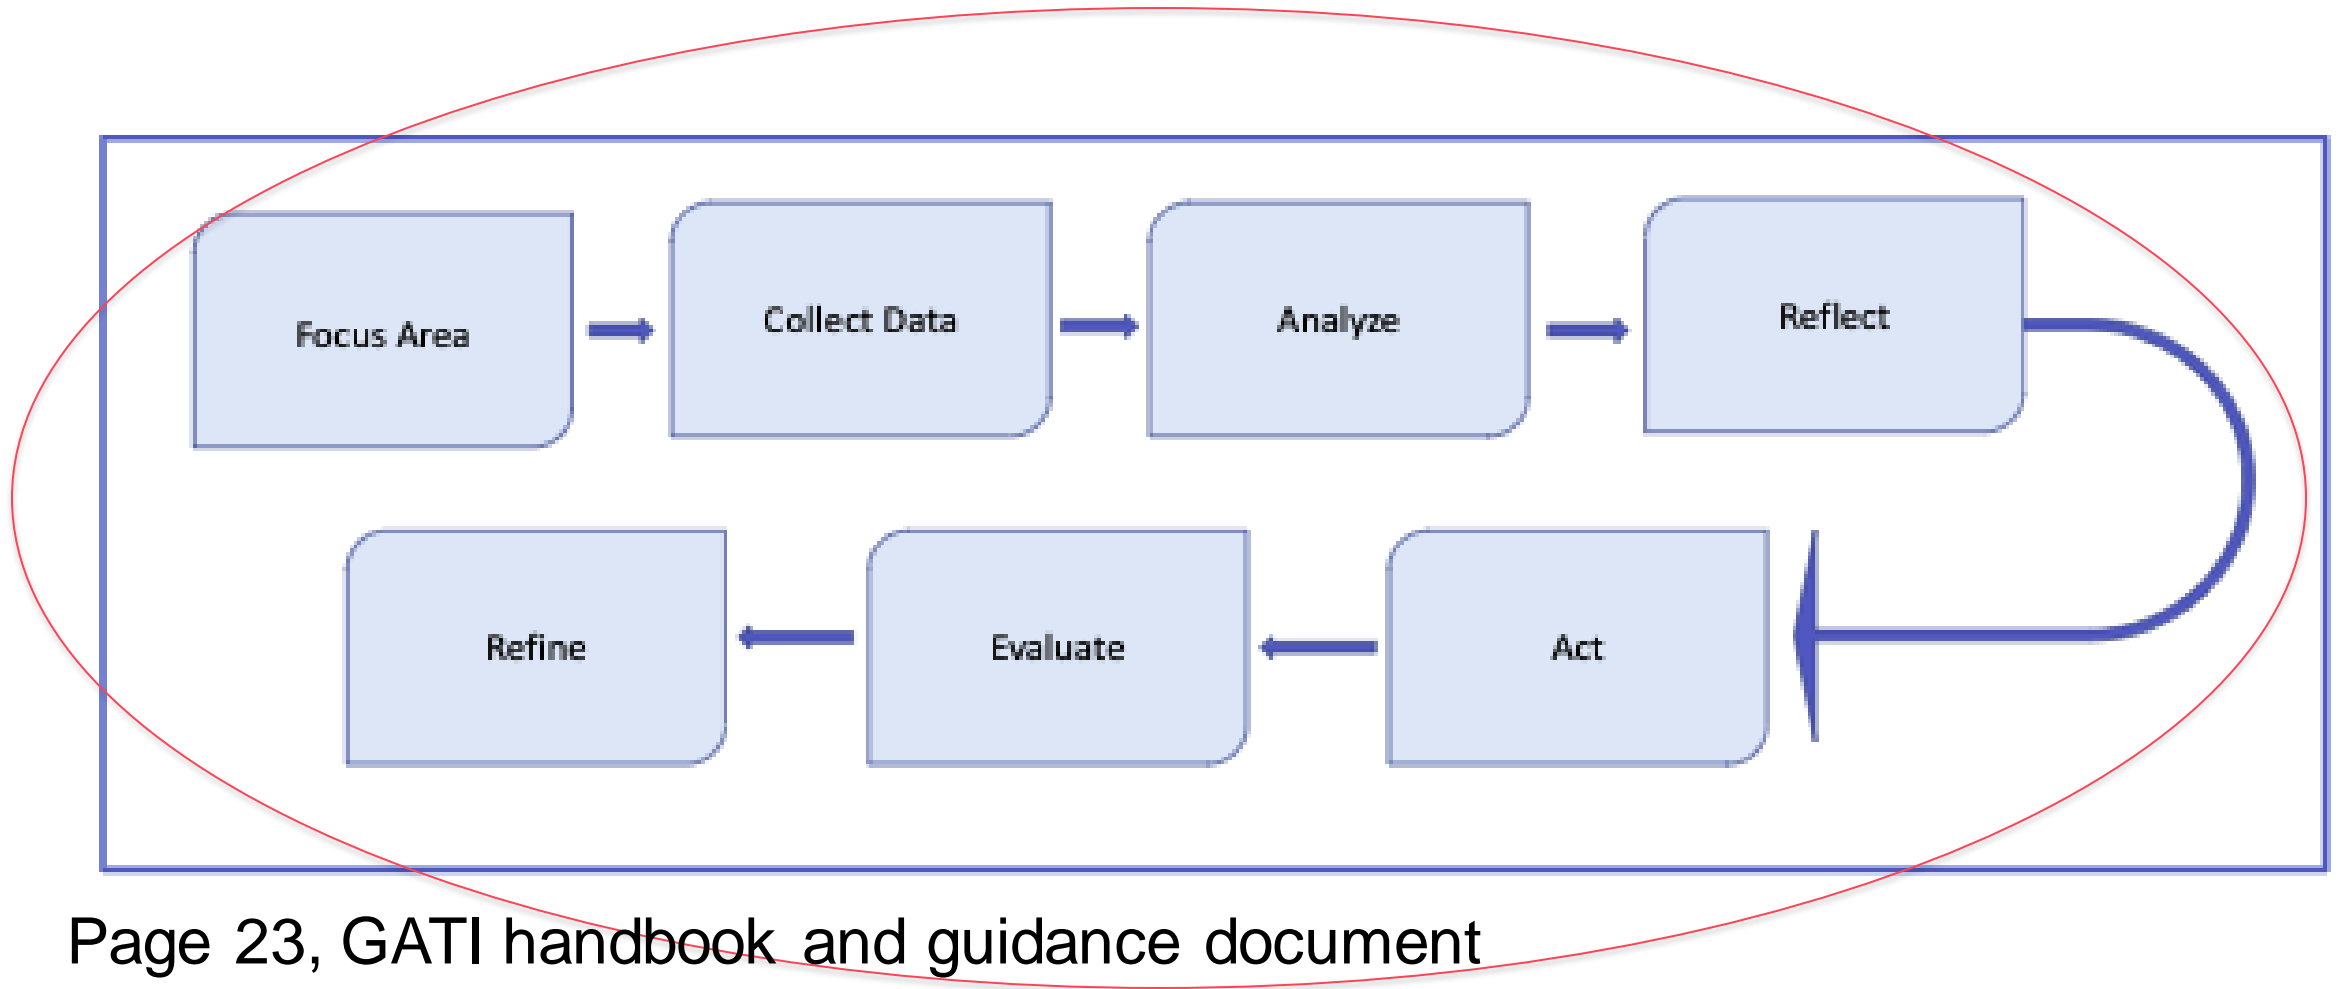 Focus Area
Collect Data
Analyze
Reflect
Act
Evaluate
Refine
Page 23, GATI handbook and guidance document